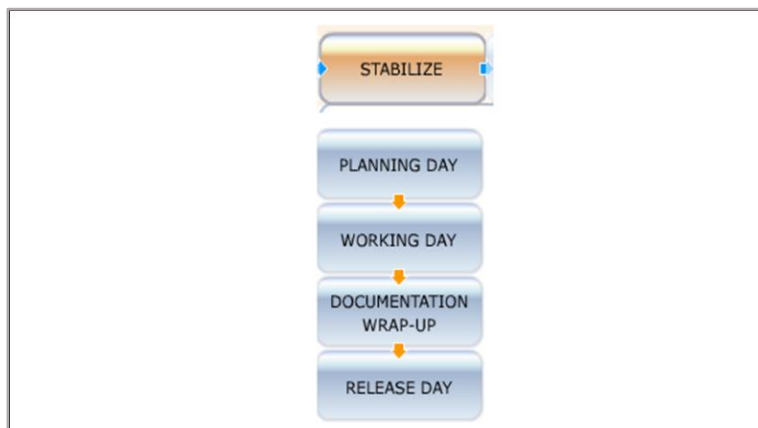 STABILIZE
PLANNING DAY
WORKING DAY
DOCUMENTATION
WRAP-UP
RELEASE DAY